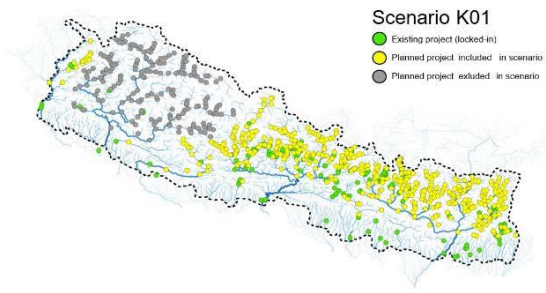 Scenario K01
Existing project (locked-in)
Planned project included in scenario
Planned project exluded in scenario